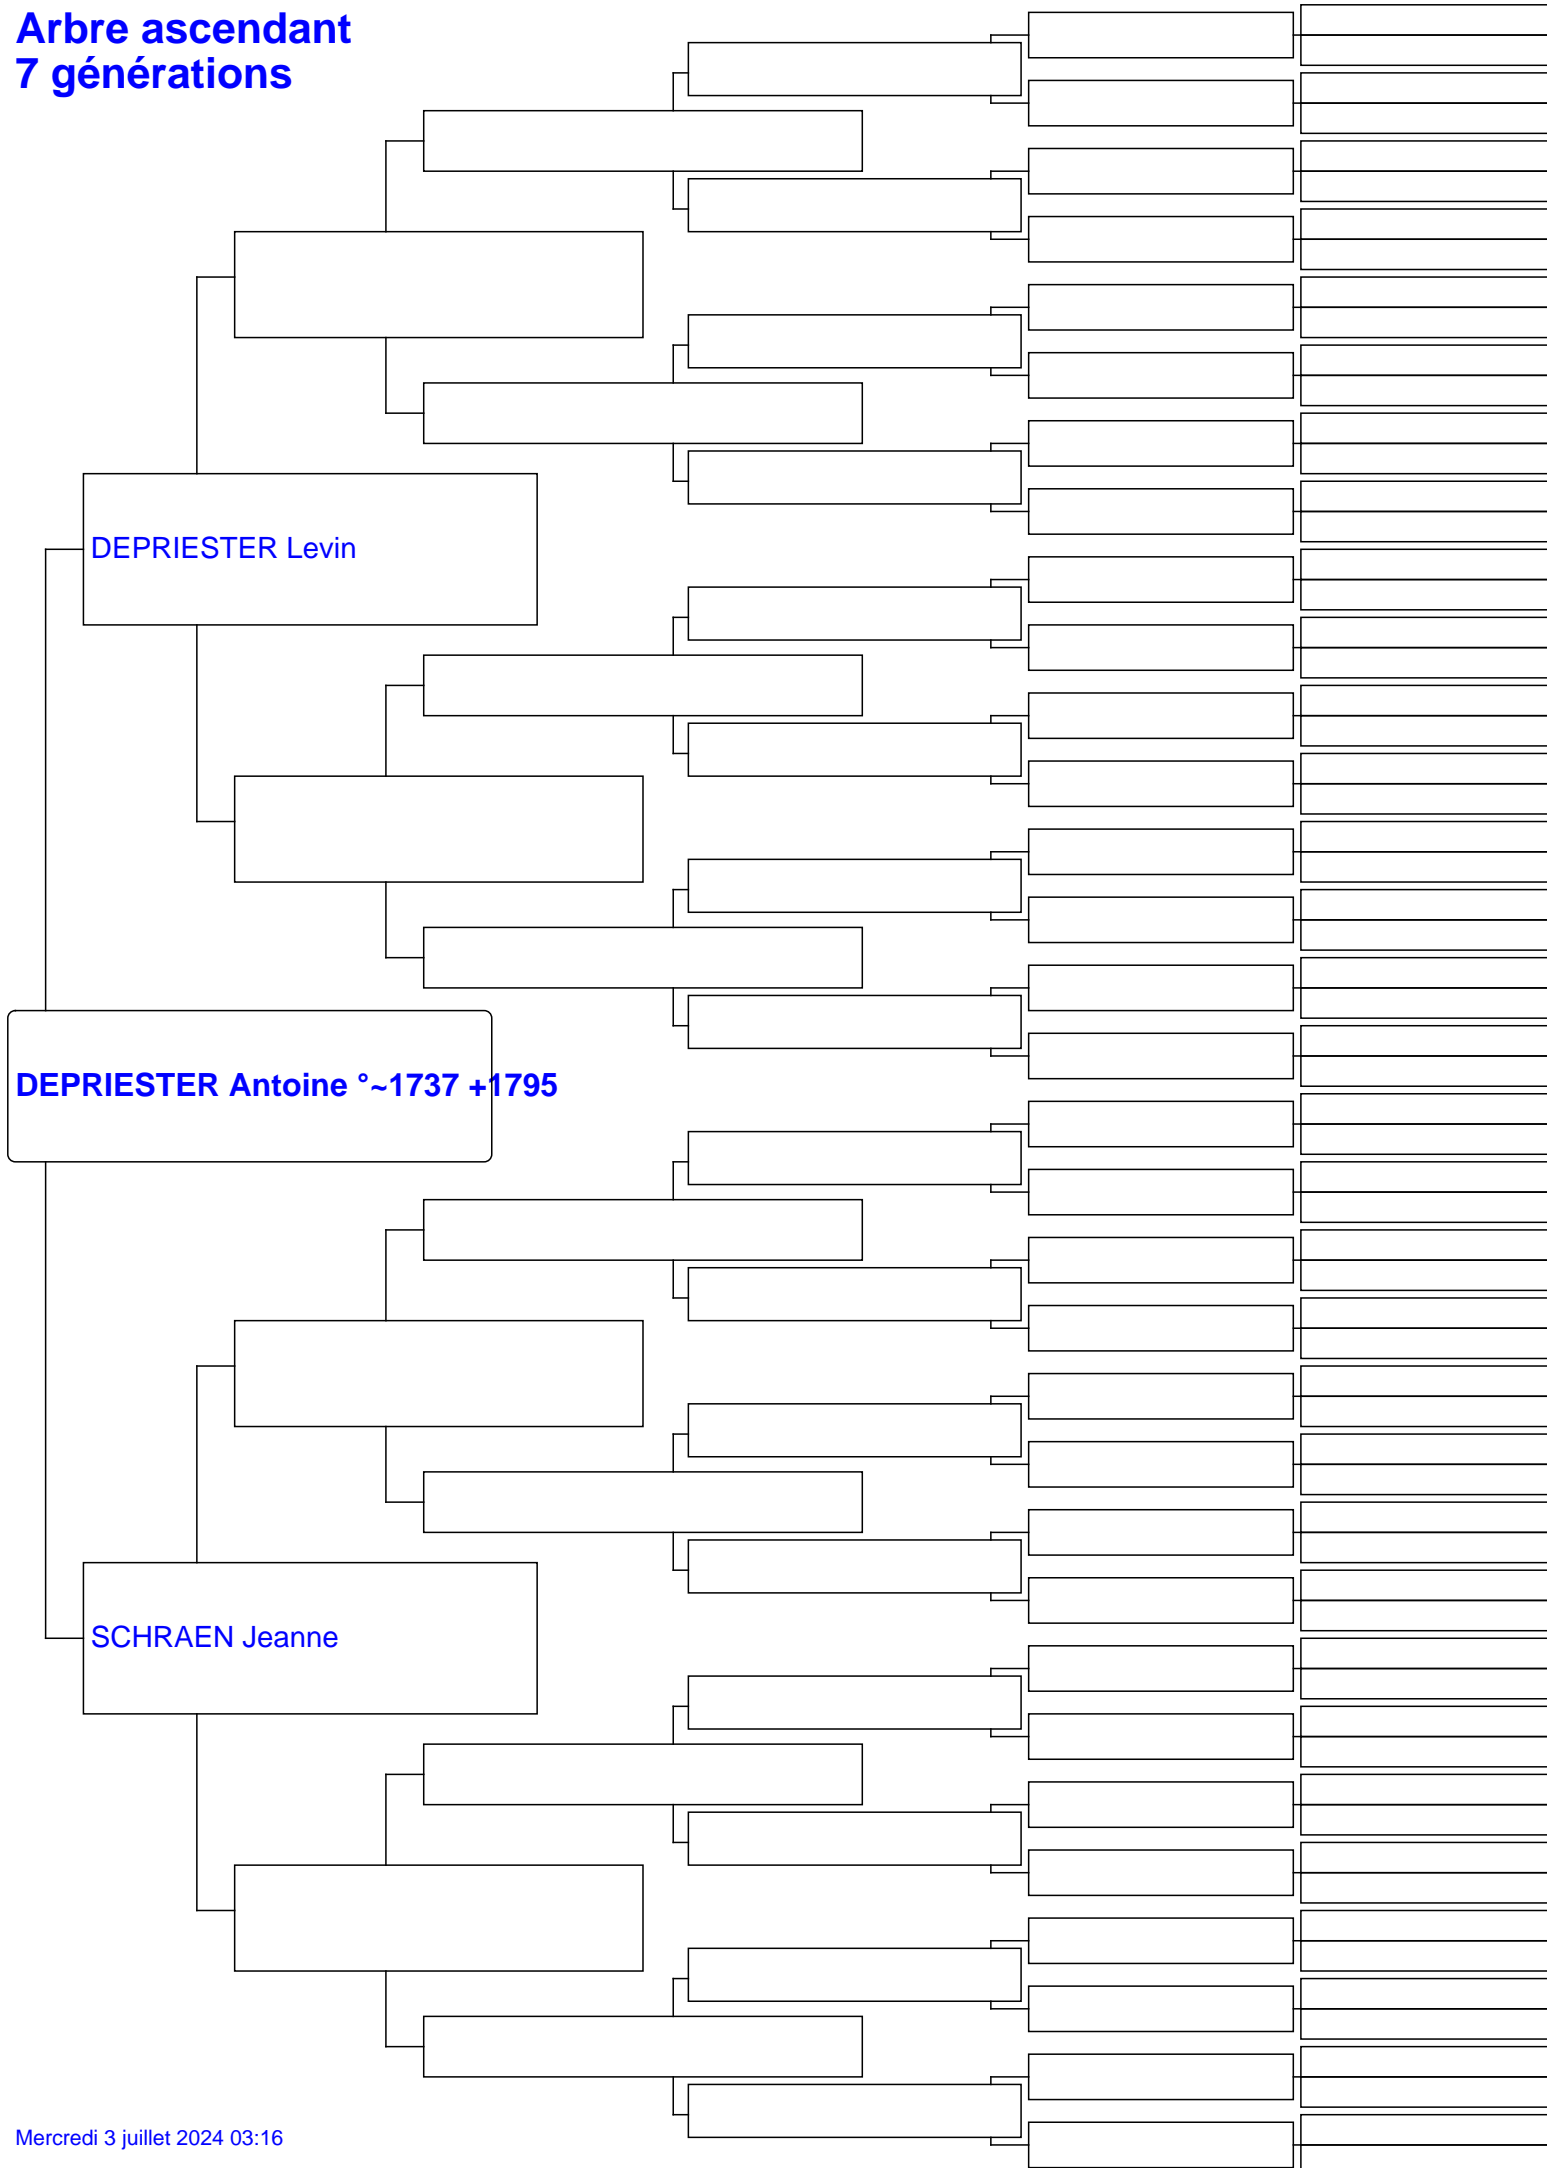 Arbre ascendant
7 générations
DEPRIESTER Levin
DEPRIESTER Antoine °~1737 +1795
SCHRAEN Jeanne
Mercredi 3 juillet 2024 03:16